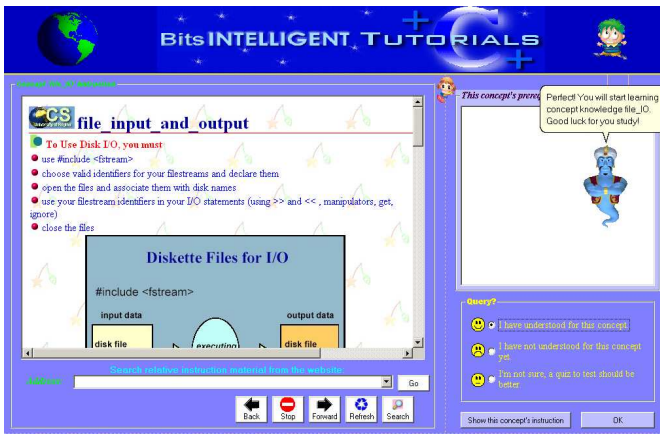 Bits INTELLIGENT TUTORIALS
This concept's prereq
Perfect! You will start learning
concept knowledge file_IO.
Good luck for you study!
CS
file_input_and_output
To Use Disk I/O, you must
use #include <fstream>
choose valid identifiers for your filestreams and declare them
open the files and associate them with disk names
use your filestream identifiers in your I/O statements (using >> and << , manipulators, get,
ignore)
close the files
Diskette Files for I/O
#include <fstream>
input data
output data
disk file
executing
disk file
Query?
I have understood for this concept
I have not understood for this concept
yet.
I'm not sure, a quiz to test should be
better
Search relative instruction material from the website:
Go
Back
Stop
Forward
Refresh
Search
Show this concept's instruction
OK